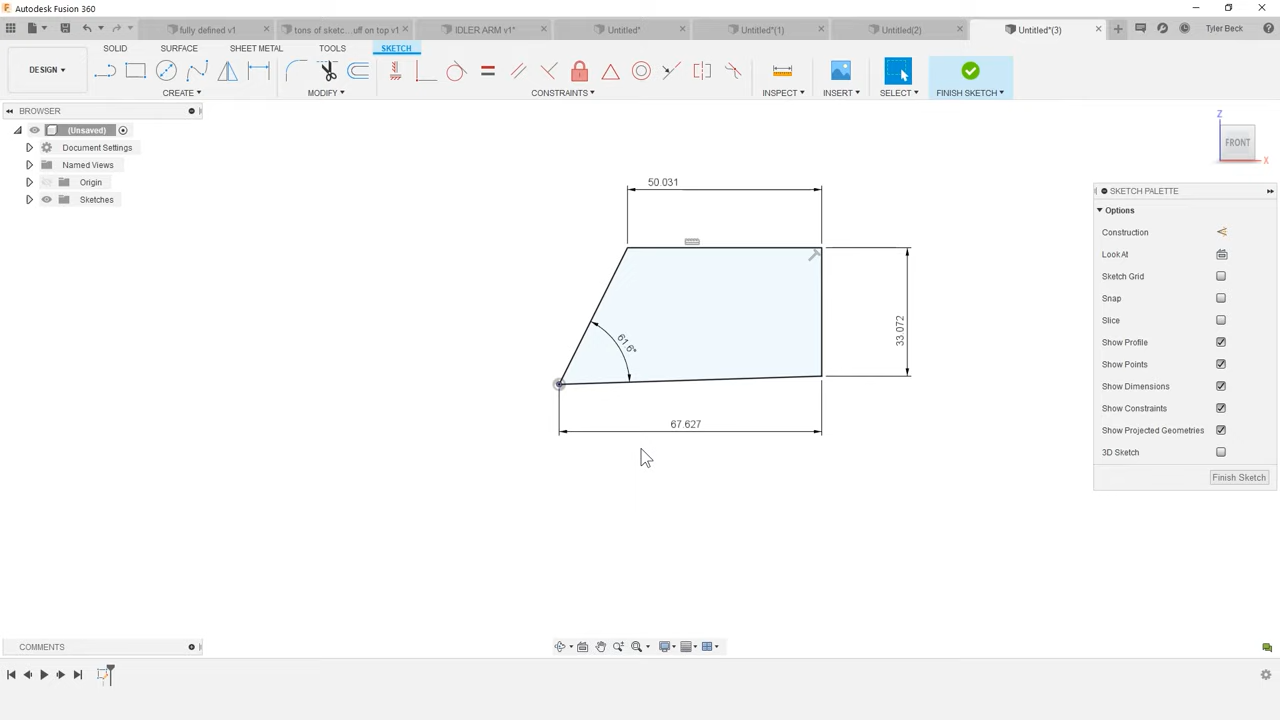 Autodesk Fusion 360
fully defined v1
tons of sketc...uff on top v1
IDLER ARM v1*
Untitled*
Untitled*(1)
Untitled(2)
Untitled*(3)
Tyler Beck
SOLID
SURFACE
SHEET METAL
TOOLS
SKETCH
DESIGN
CREATE
MODIFY
CONSTRAINTS
INSPECT
INSERT
SELECT
FINISH SKETCH
BROWSER
(Unsaved)
Document Settings
Named Views
Origin
Sketches
Z
FRONT
X
SKETCH PALETTE
Options
Construction
Look At
Sketch Grid
Snap
Slice
Show Profile
Show Points
Show Dimensions
Show Constraints
Show Projected Geometries
3D Sketch
Finish Sketch
50.031
33.072
61.6°
67.627
COMMENTS